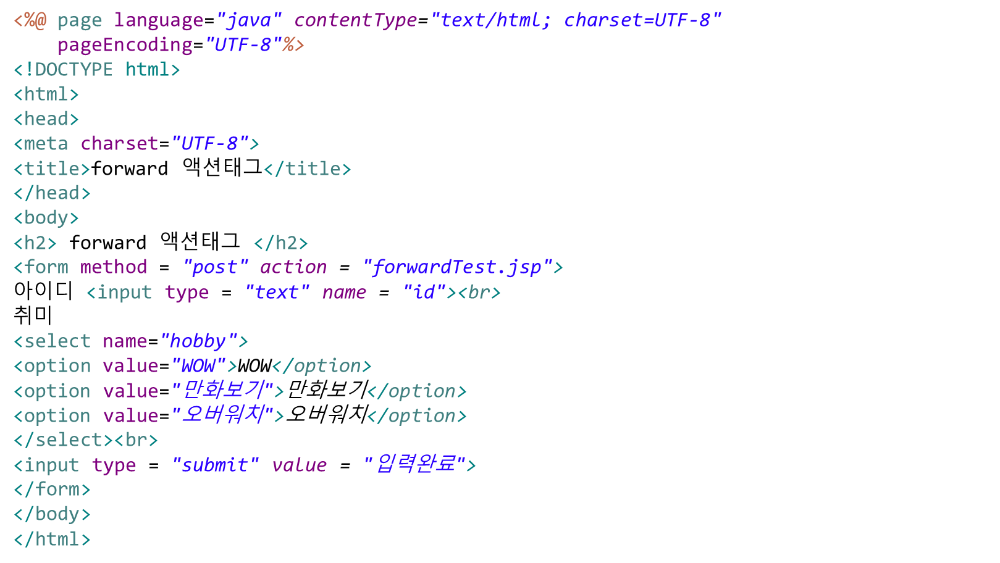 <%@ page language="java" contentType="text/html; charset=UTF-8"
pageEncoding="UTF-8"%>
<!DOCTYPE html>
<html>
<head>
<meta charset="UTF-8">
<title>forward 액션태그</title>
</head>
<body>
<h2> forward 액션태그 </h2>
<form method = "post" action = "forwardTest.jsp">
아이디 <input type = "text" name = "id"><br>
취미
<select name="hobby">
<option value="WOW">WOW</option>
<option value="만화보기">만화보기</option>
<option value="오버워치">오버워치</option>
</select><br>
<input type = "submit" value = "입력완료">
</form>
</body>
</html>